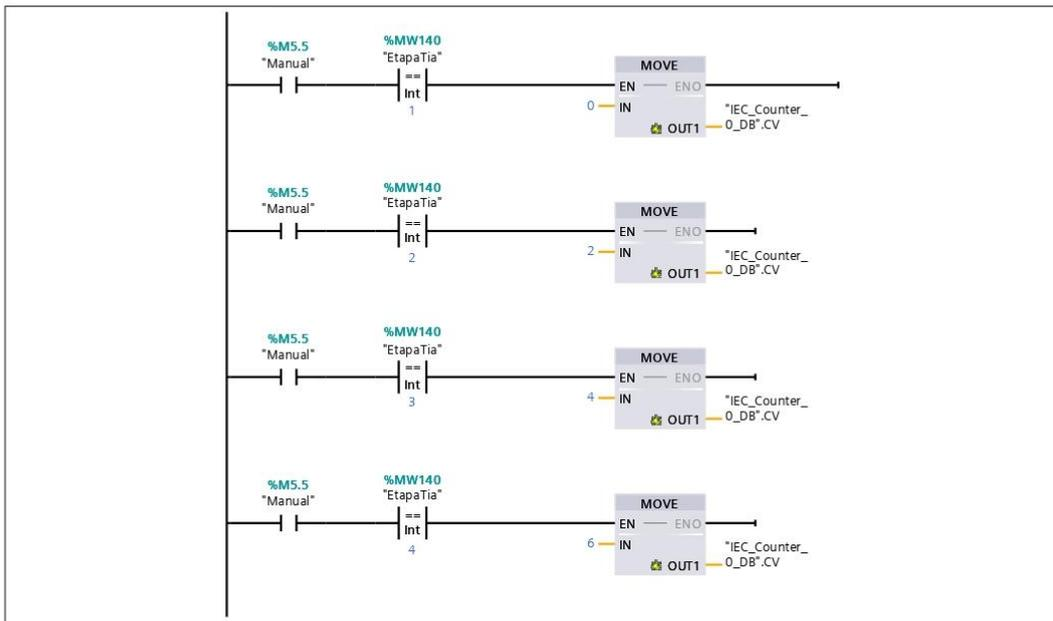 %M5.5
"Manual"
%MW140
"EtapaTia"
==
Int
1
MOVE
EN
ENO
0
IN
OUT1
"IEC_Counter_
0_DB".CV
%M5.5
"Manual"
%MW140
"EtapaTia"
==
Int
2
MOVE
EN
ENO
2
IN
OUT1
"IEC_Counter_
0_DB".CV
%M5.5
"Manual"
%MW140
"EtapaTia"
==
Int
3
MOVE
EN
ENO
4
IN
OUT1
"IEC_Counter_
0_DB".CV
%M5.5
"Manual"
%MW140
"EtapaTia"
==
Int
4
MOVE
EN
ENO
6
IN
OUT1
"IEC_Counter_
0_DB".CV